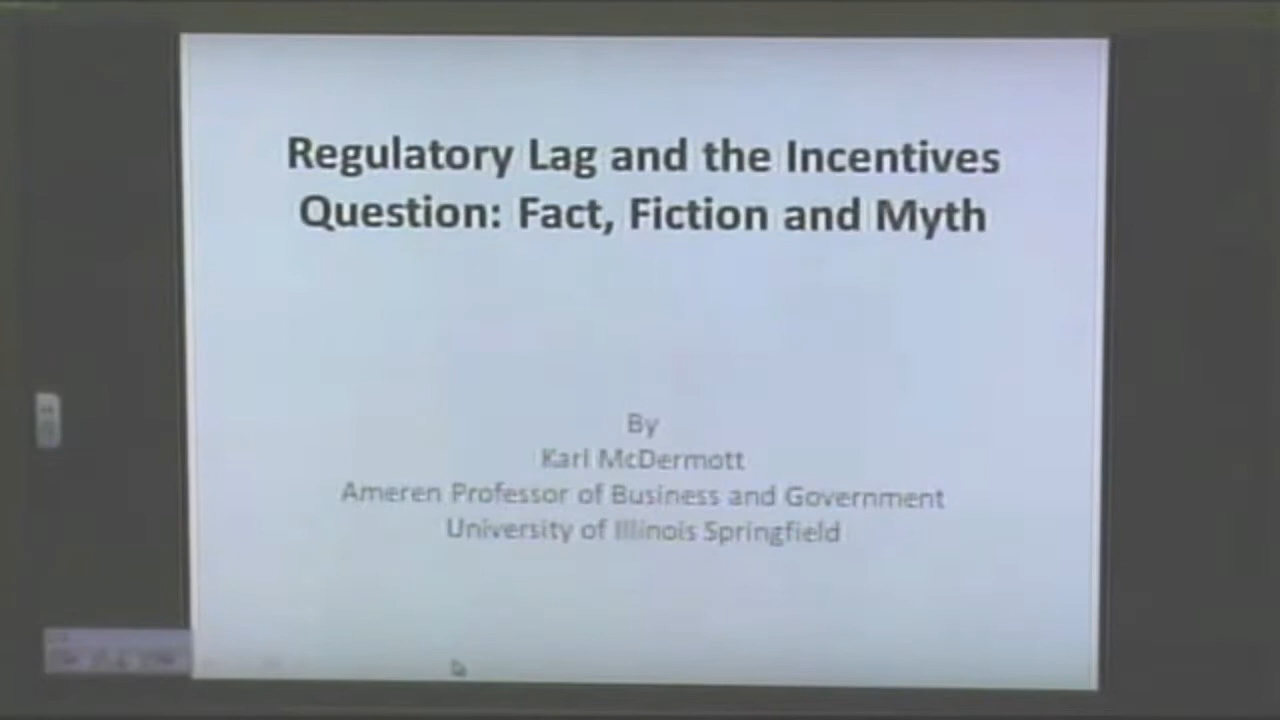 Regulatory Lag and the Incentives
Question: Fact, Fiction and Myth
By
Karl McDermott
Ameren Professor of Business and Government
University of Illinois Springfield